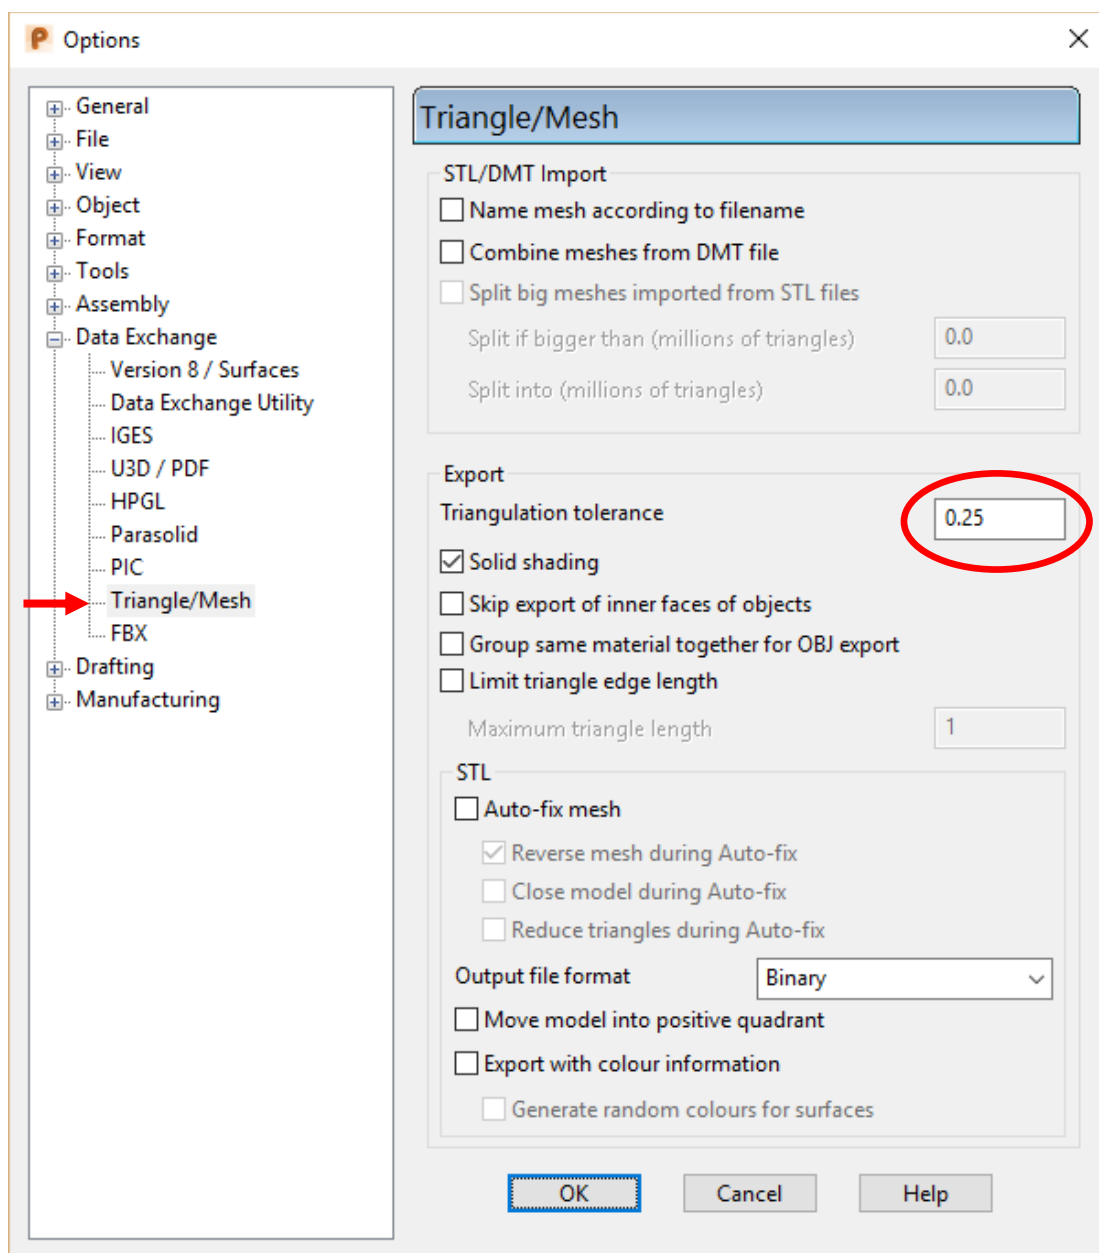 P Options
General
File
View
Object
Format
Tools
Assembly
Data Exchange
Version 8 / Surfaces
Data Exchange Utility
IGES
U3D / PDF
HPGL
Parasolid
PIC
Triangle/Mesh
FBX
Drafting
Manufacturing
Triangle/Mesh
STL/DMT Import
Name mesh according to filename
Combine meshes from DMT file
Split big meshes imported from STL files
Split if bigger than (millions of triangles) 0.0
Split into (millions of triangles) 0.0
Export
Triangulation tolerance 0.25
Solid shading
Skip export of inner faces of objects
Group same material together for OBJ export
Limit triangle edge length
Maximum triangle length 1
STL
Auto-fix mesh
Reverse mesh during Auto-fix
Close model during Auto-fix
Reduce triangles during Auto-fix
Output file format Binary
Move model into positive quadrant
Export with colour information
Generate random colours for surfaces
OK Cancel Help